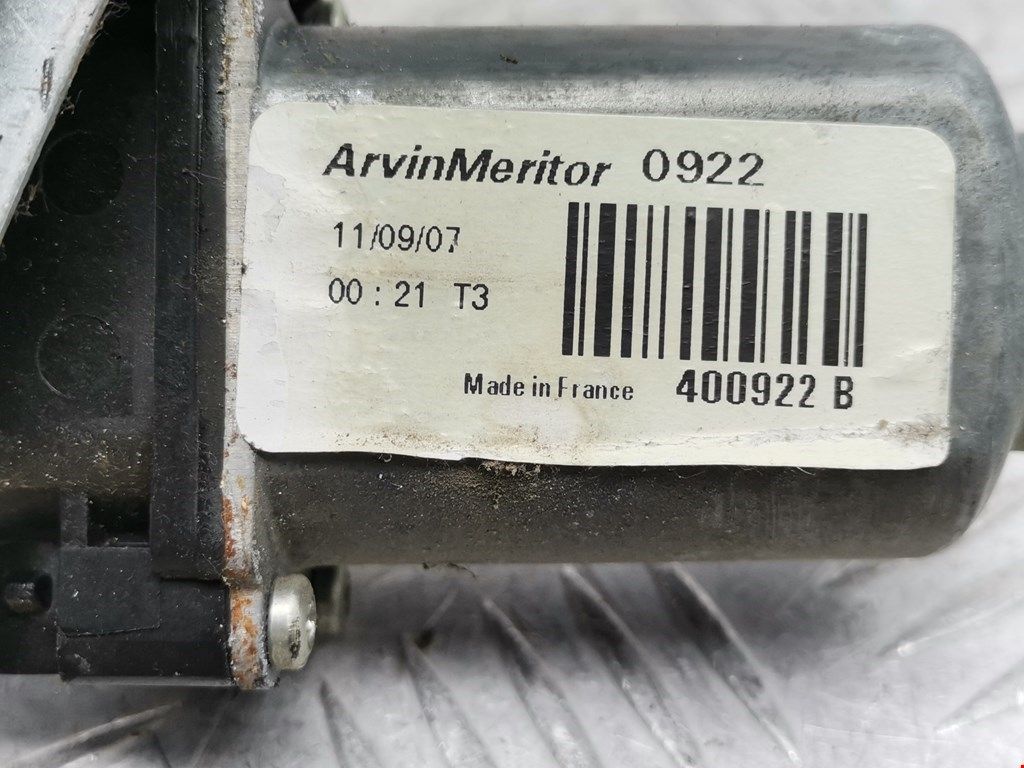 ArvinMeritor 0922
11/09/07
00 : 21 T3
Made in France 400922 B